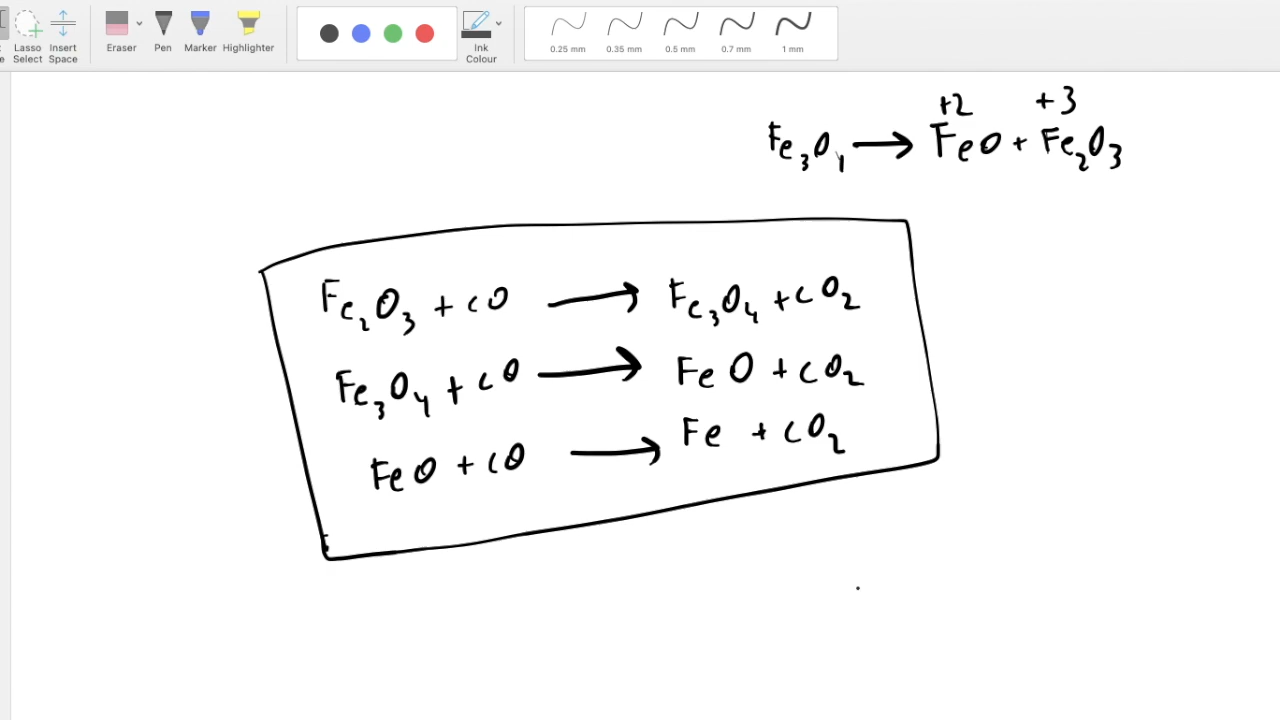 Eraser Pen Marker Highlighter
Lasso Select Insert Space
Ink Colour
0.25 mm 0.35 mm 0.5 mm 0.7 mm 1 mm
+2 +3
Fe₃O₄ → FeO + Fe₂O₃
Fe₂O₃ + CO → Fe₃O₄ + CO₂
Fe₃O₄ + CO → FeO + CO₂
FeO + CO → Fe + CO₂